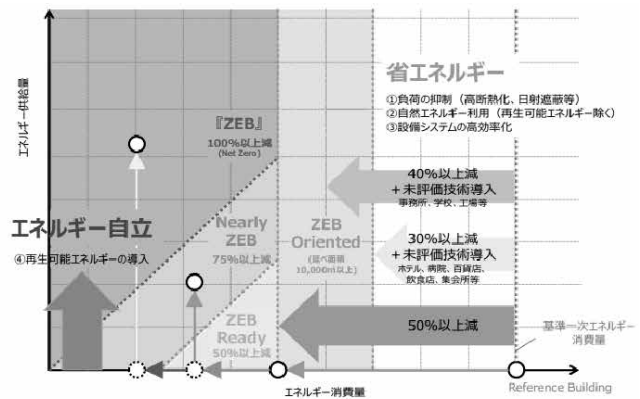 エネルギー供給量
省エネルギー
①負荷の抑制（高断熱化、日射遮蔽等）
②自然エネルギー利用（再生可能エネルギー除く）
③設備システムの高効率化
『ZEB』
100%以上減
(Net Zero)
40%以上減
＋未評価技術導入
事務所、学校、工場等
エネルギー自立
④再生可能エネルギーの導入
Nearly
ZEB
75%以上減
ZEB
Oriented
(延べ面積
10,000㎡以上)
30%以上減
＋未評価技術導入
ホテル、病院、百貨店、
飲食店、集会所等
ZEB
Ready
50%以上減
50%以上減
基準一次エネルギー
消費量
エネルギー消費量
Reference Building